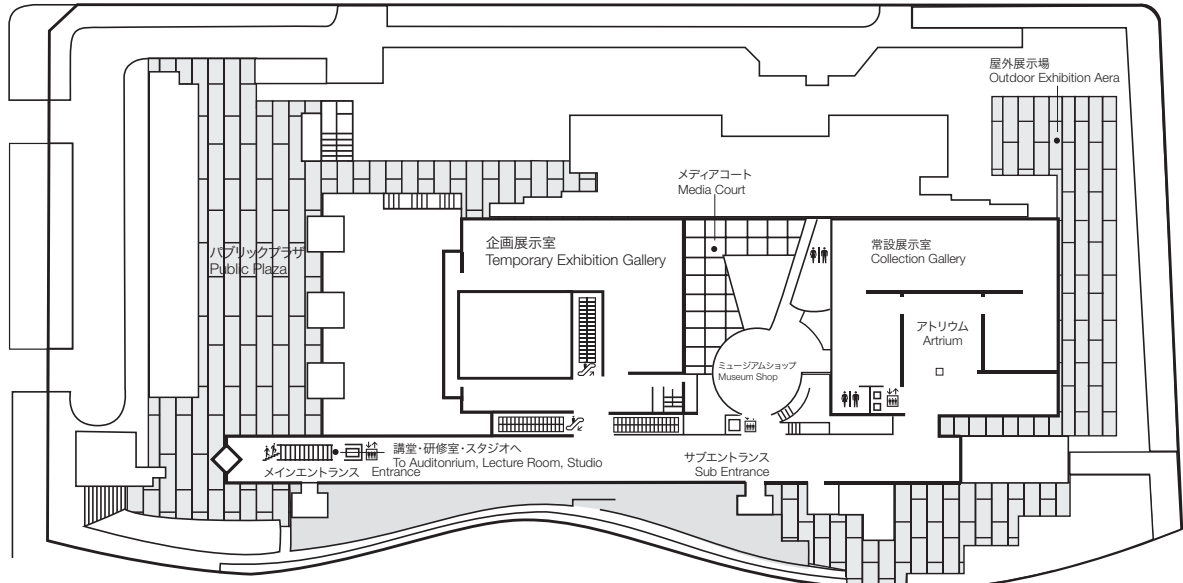 屋外展示場
Outdoor Exhibition Aera
メディアコート
Media Court
パブリックプラザ
Public Plaza
企画展示室
Temporary Exhibition Gallery
常設展示室
Collection Gallery
アトリウム
Artrium
ミュージアムショップ
Museum Shop
講堂・研修室・スタジオへ
To Auditonrium, Lecture Room, Studio
メインエントランス Entrance
サブエントランス
Sub Entrance